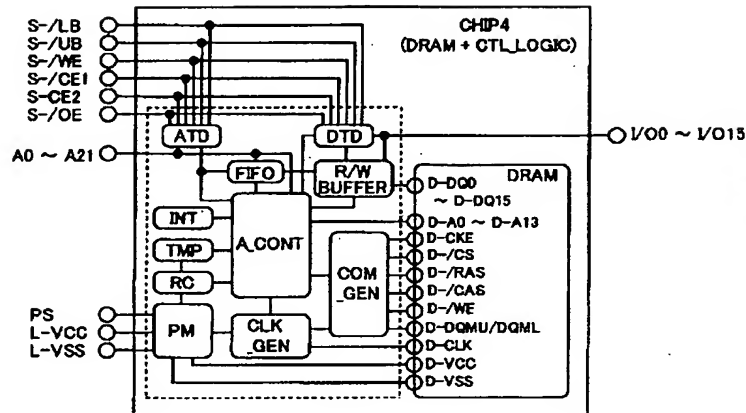 CHIP4
(DRAM + CTL_LOGIC)
S-/LB
S-/UB
S-/WE
S-/CE1
S-CE2
S-/OE
A0 ~ A21
PS
L-VCC
L-VSS
ATD
DTD
FIFO
R/W
BUFFER
INT
A_CONT
TMP
RC
COM
_GEN
PM
CLK
_GEN
I/O0 ~ I/O15
DRAM
D-DQ0
~ D-DQ15
D-A0 ~ D-A13
D-CKE
D-/CS
D-/RAS
D-/CAS
D-/WE
D-DQMU/DQML
D-CLK
D-VCC
D-VSS